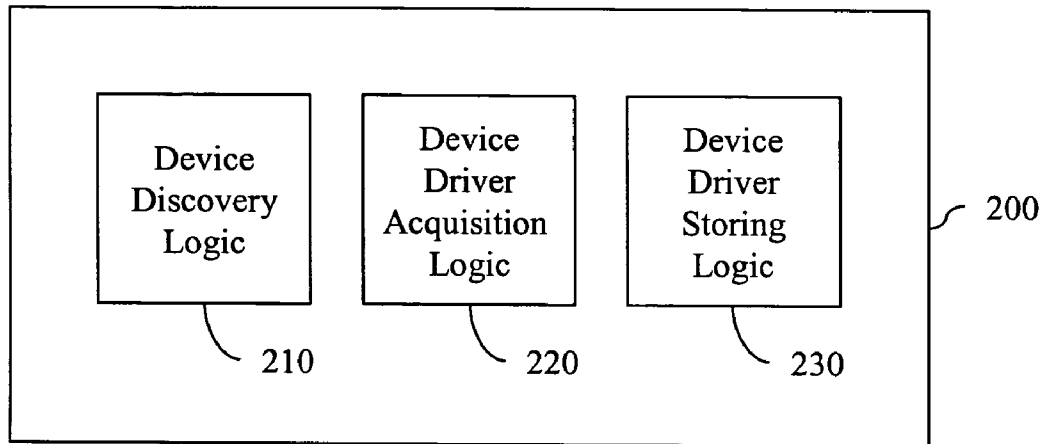 Device
Discovery
Logic
Device
Driver
Acquisition
Logic
Device
Driver
Storing
Logic
200
210
220
230